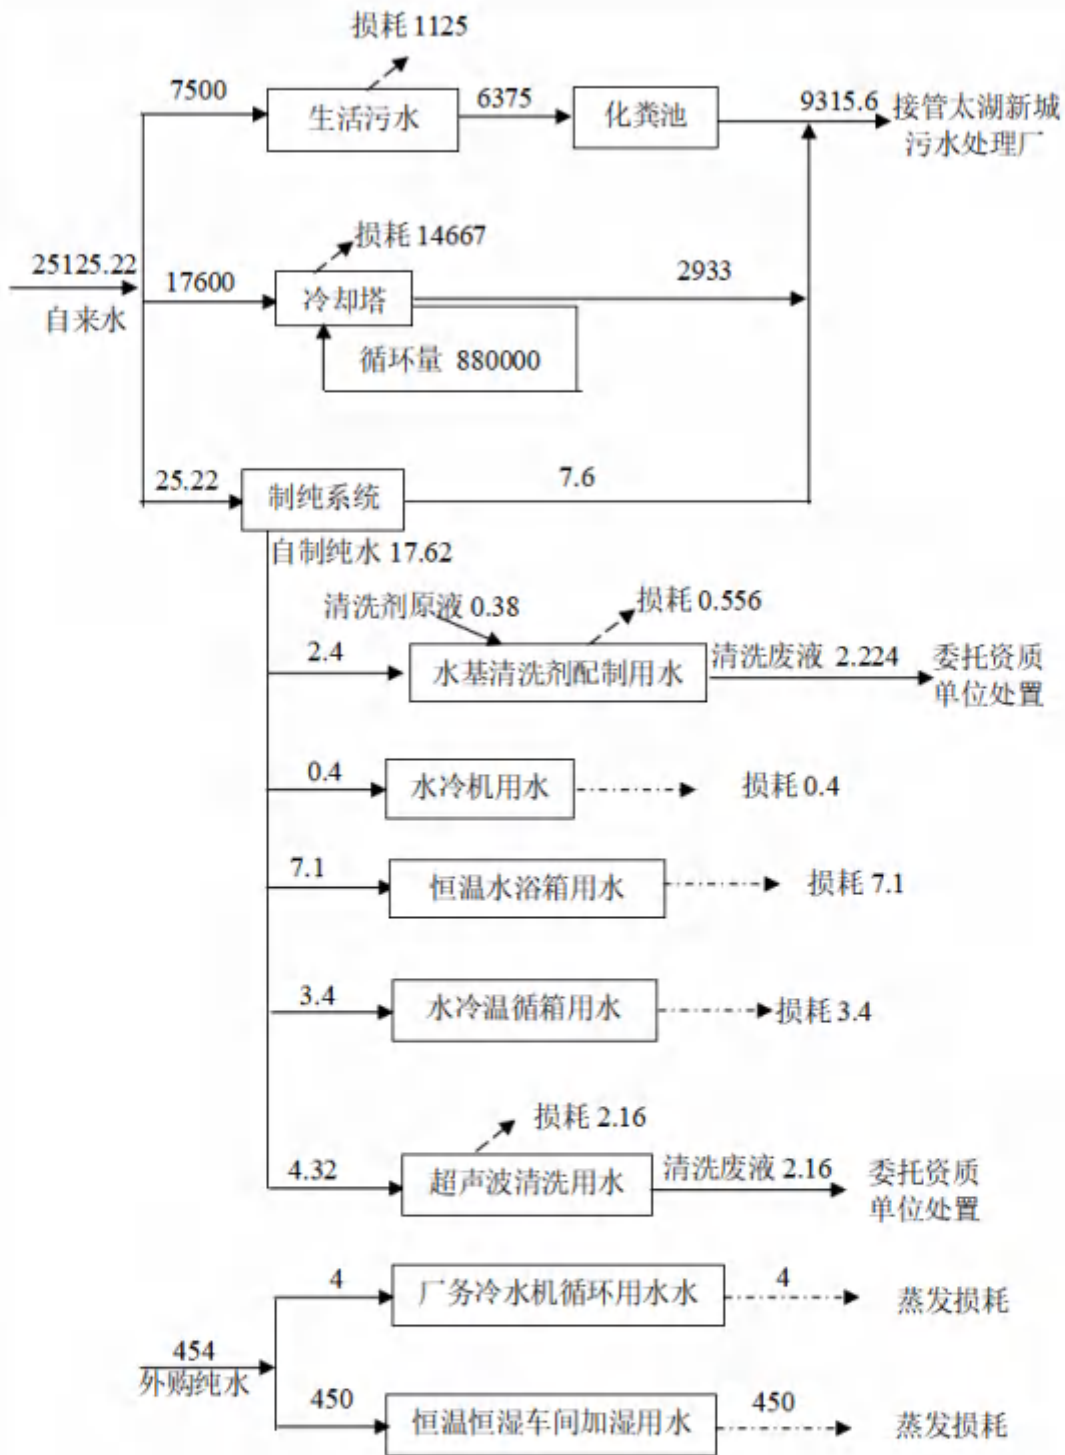 损耗 1125
7500
生活污水
6375
化粪池
9315.6
接管太湖新城
污水处理厂
损耗 14667
25125.22
自来水
17600
冷却塔
2933
循环量 880000
25.22
制纯系统
7.6
自制纯水 17.62
清洗剂原液 0.38
损耗 0.556
2.4
水基清洗剂配制用水
清洗废液 2.224
委托资质
单位处置
0.4
水冷机用水
损耗 0.4
7.1
恒温水浴箱用水
损耗 7.1
3.4
水冷温循箱用水
损耗 3.4
损耗 2.16
4.32
超声波清洗用水
清洗废液 2.16
委托资质
单位处置
4
厂务冷水机循环用水水
4
蒸发损耗
454
外购纯水
450
恒温恒湿车间加湿用水
450
蒸发损耗